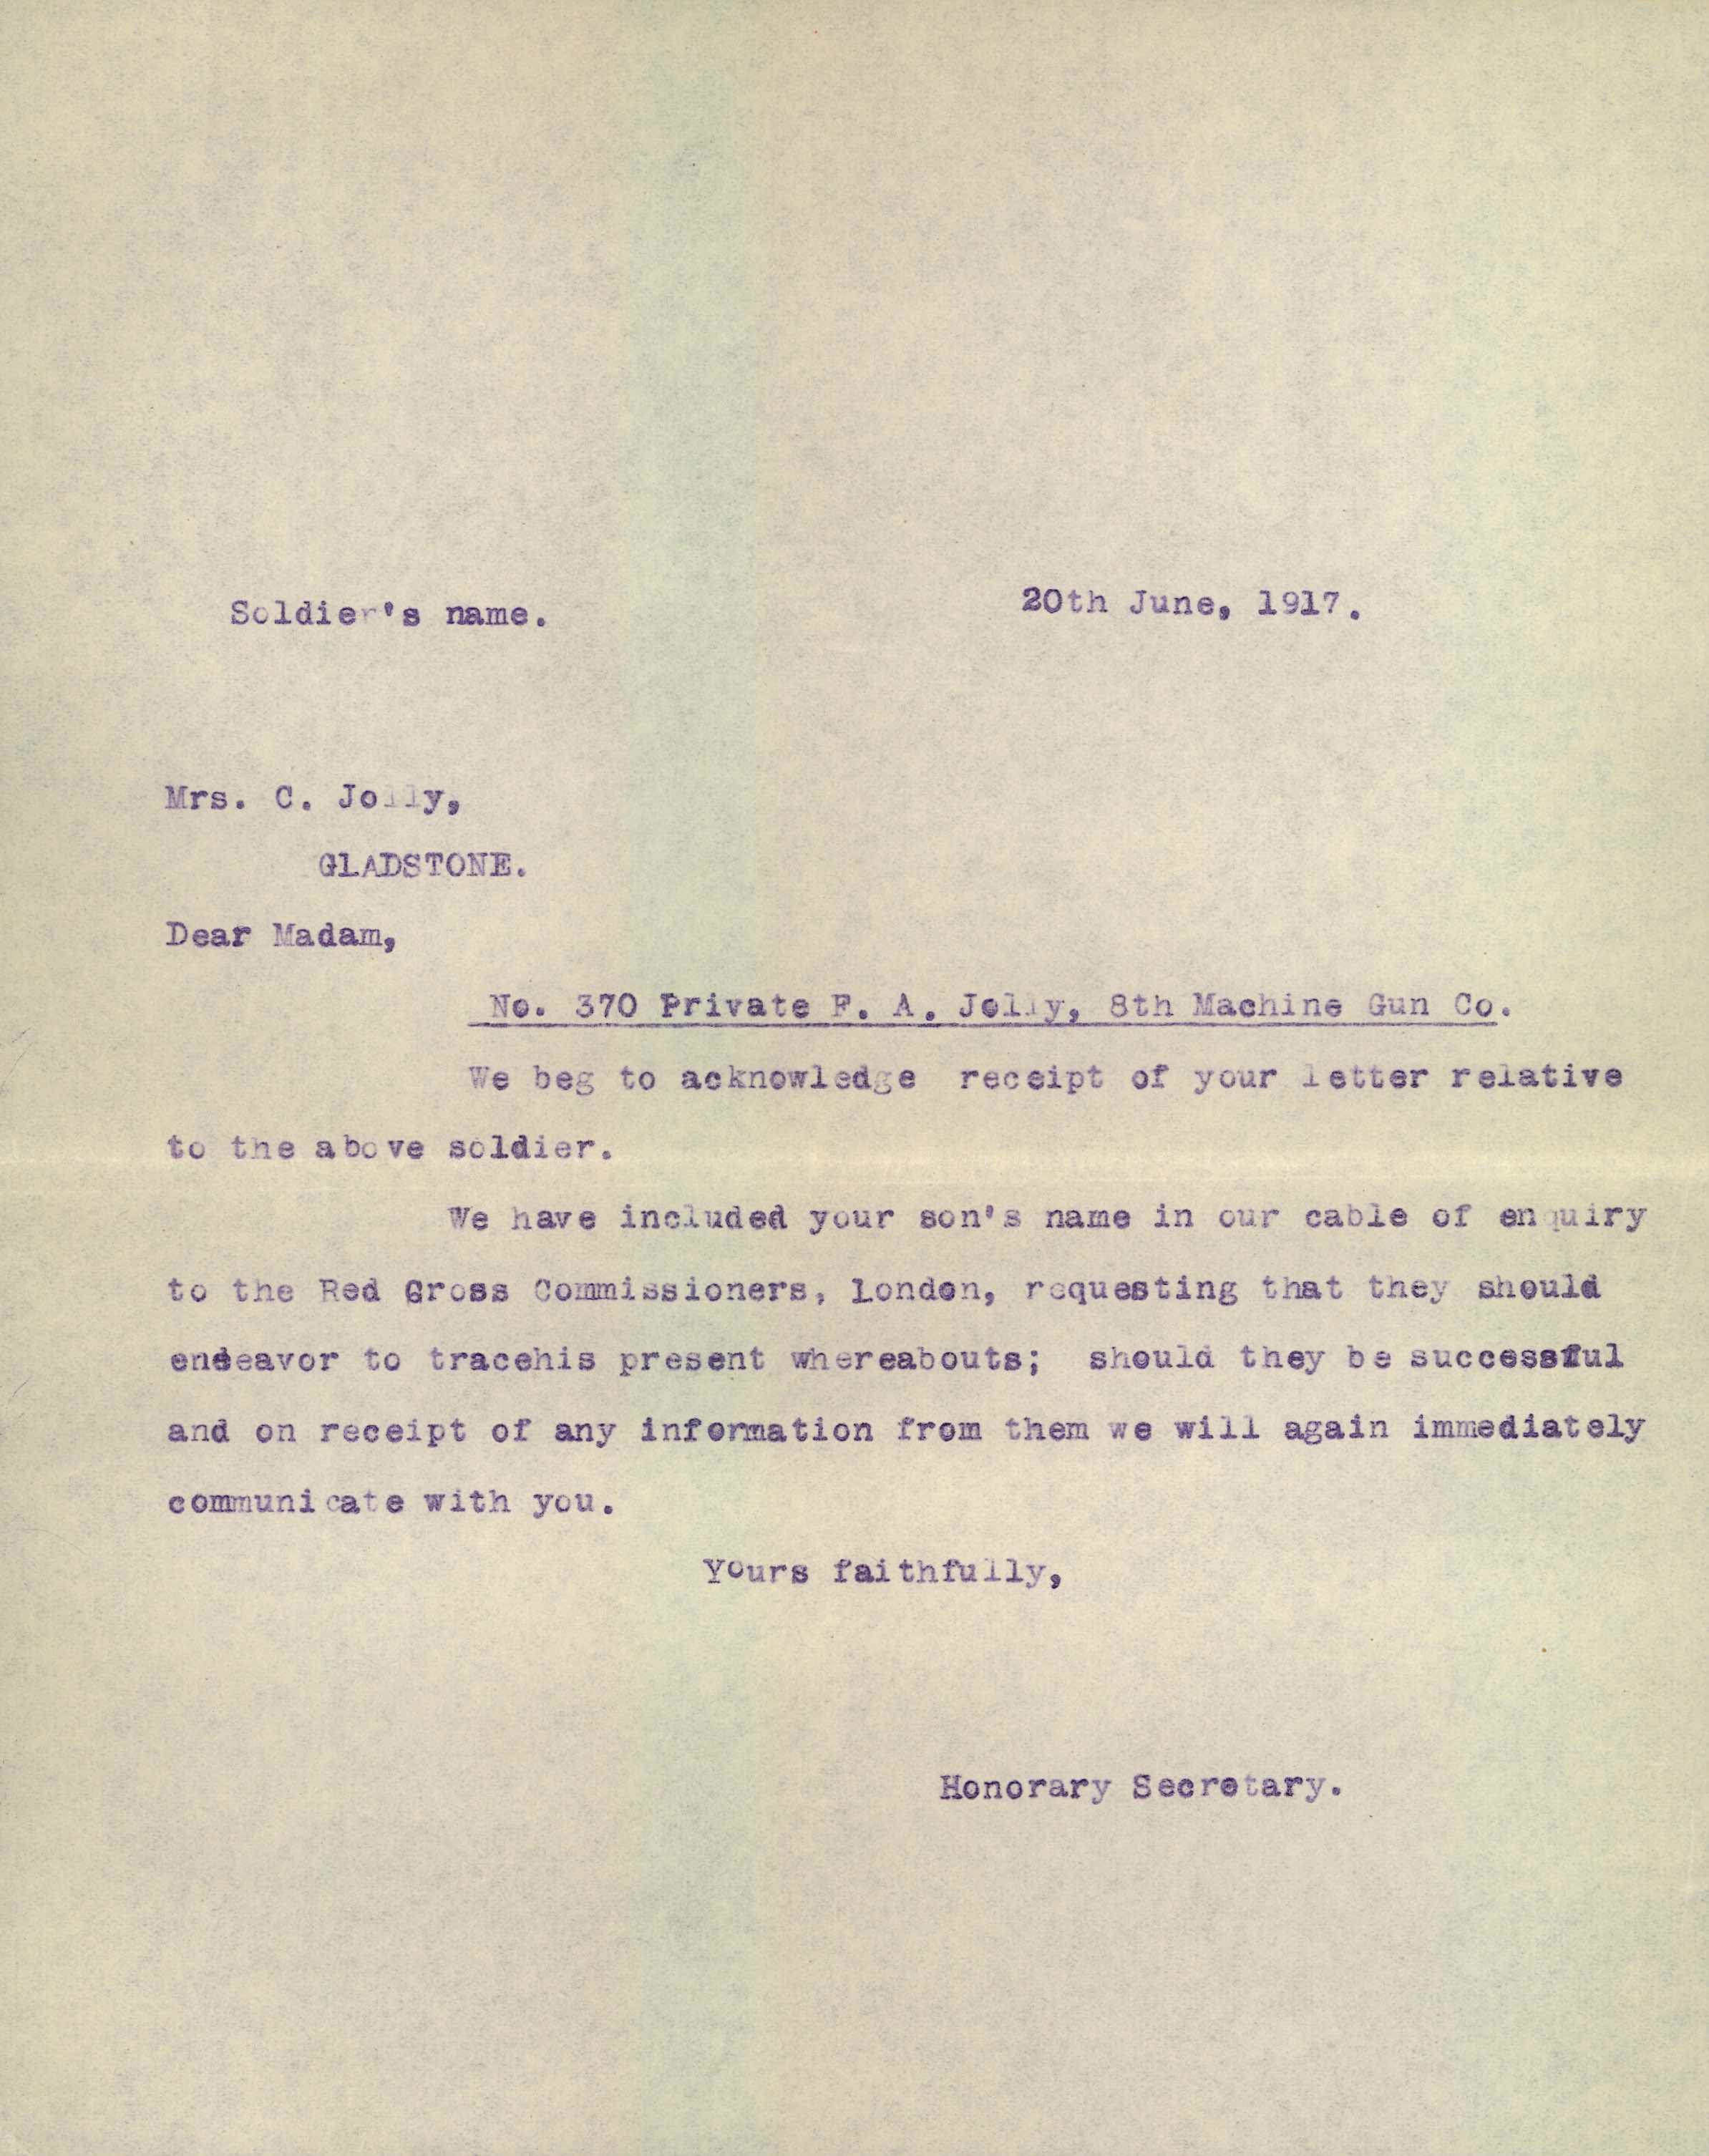 Soldier's name.
20th June, 1917.
Mrs. C. Jolly,
GLADSTONE.
Dear Madam,
No. 370 Private F. A. Jolly, 8th Machine Gun Co.
We beg to acknowledge receipt of your letter relative
to the above soldier.
We have included your son's name in our cable of enquiry
to the Red Cross Commissioners, London, requesting that they should
endeavor to tracehis present whereabouts; should they be successful
and on receipt of any information from them we will again immediately
communicate with you.
Yours faithfully,
Honorary Secretary.